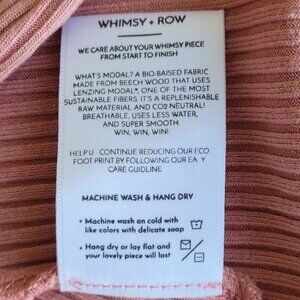 WHIMSY + ROW
WE CARE ABOUT YOUR WHIMSY PIECE
FROM START TO FINISH
WHAT'S MODAL? A BIO-BAISED FABRIC
MADE FROM BEECH WOOD THAT USES
LENZING MODAL®, ONE OF THE MOST
SUSTAINABLE FIBERS. IT'S A REPLENISHABLE
RAW MATERIAL AND CO2 NEUTRAL!
BREATHABLE, USES LESS WATER,
AND SUPER SMOOTH.
WIN, WIN, WIN!
HELP U CONTINUE REDUCING OUR ECO
FOOT PRINT BY FOLLOWING OUR EA Y
CARE GUIDLINE.
MACHINE WASH & HANG DRY
• Machine wash on cold with
like colors with delicate soap
• Hang dry or lay flat and
your lovely piece will last